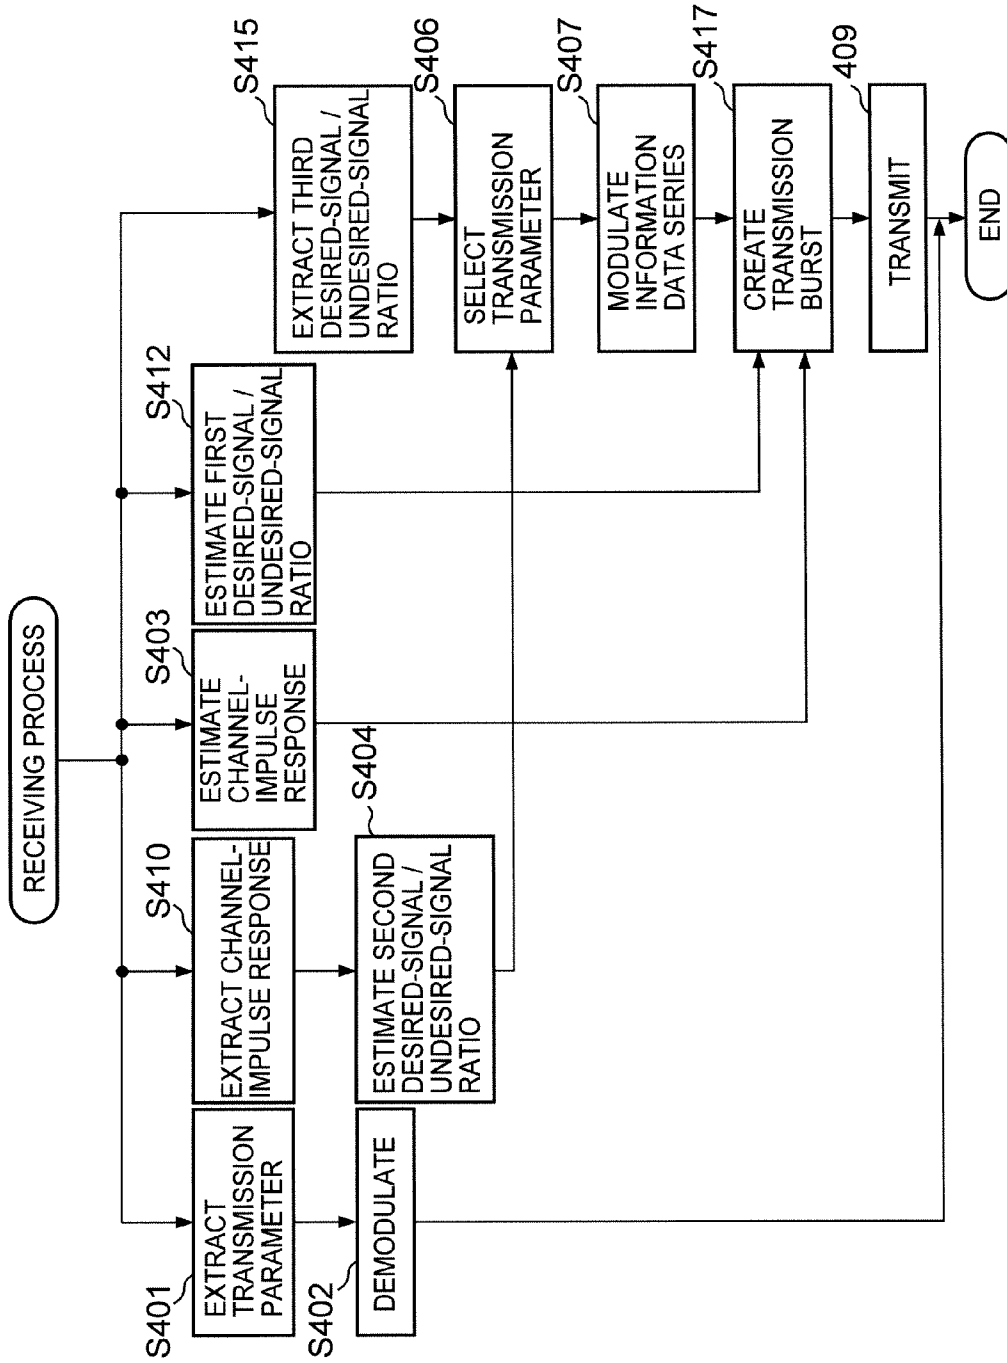 RECEIVING PROCESS
S401
EXTRACT
TRANSMISSION
PARAMETER
S402
DEMODULATE
S410
EXTRACT CHANNEL-
IMPULSE RESPONSE
S404
ESTIMATE SECOND
DESIRED-SIGNAL /
UNDESIRED-SIGNAL
RATIO
S403
ESTIMATE
CHANNEL-
IMPULSE
RESPONSE
S412
ESTIMATE FIRST
DESIRED-SIGNAL /
UNDESIRED-SIGNAL
RATIO
S415
EXTRACT THIRD
DESIRED-SIGNAL /
UNDESIRED-SIGNAL
RATIO
S406
SELECT
TRANSMISSION
PARAMETER
S407
MODULATE
INFORMATION
DATA SERIES
S417
CREATE
TRANSMISSION
BURST
409
TRANSMIT
END